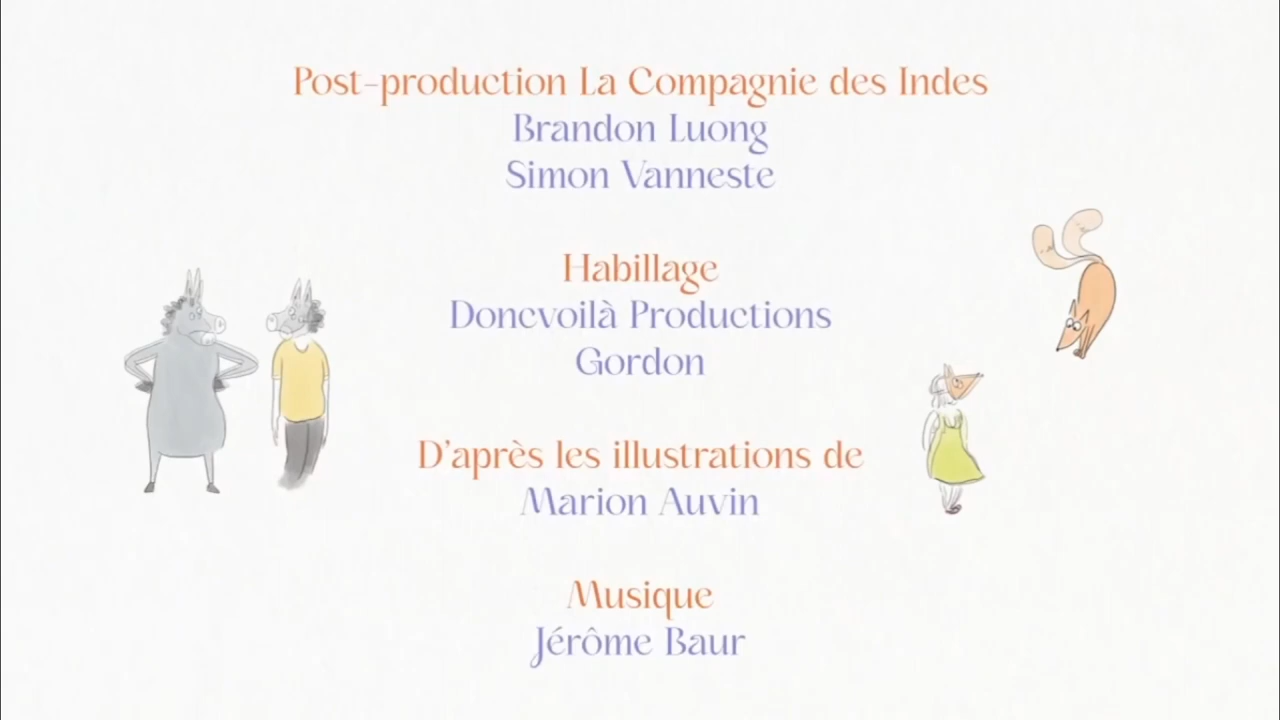 Post-production La Compagnie des Indes
Brandon Luong
Simon Vanneste
Habillage
Doncvoilà Productions
Gordon
D'après les illustrations de
Marion Auvin
Musique
Jérôme Baur